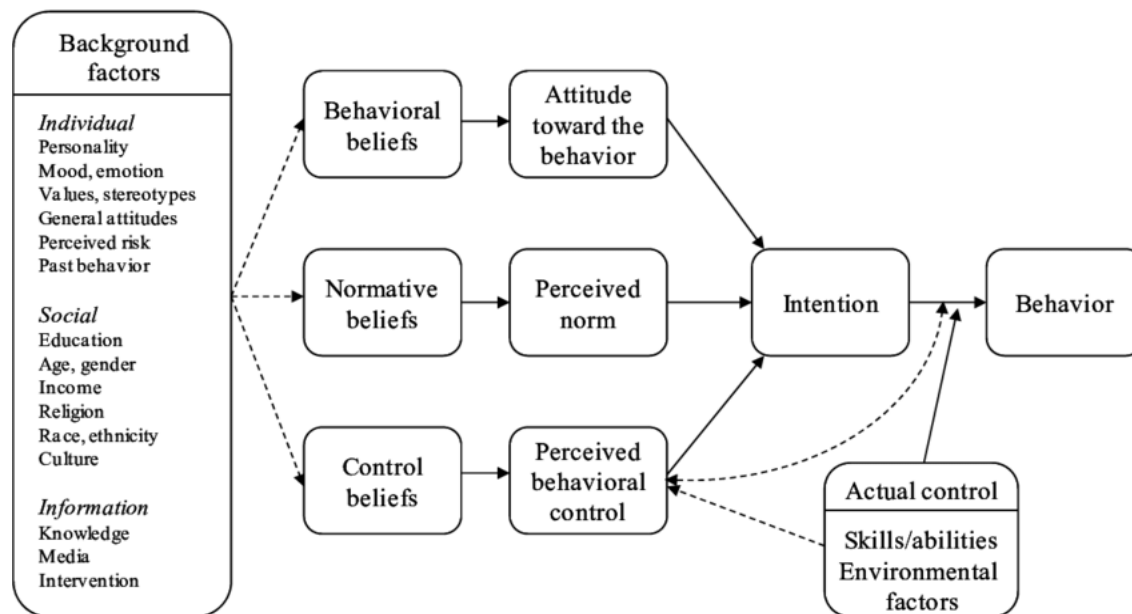 Background
factors
Individual
Personality
Mood, emotion
Values, stereotypes
General attitudes
Perceived risk
Past behavior
Social
Education
Age, gender
Income
Religion
Race, ethnicity
Culture
Information
Knowledge
Media
Intervention
Behavioral
beliefs
Attitude
toward the
behavior
Normative
beliefs
Perceived
norm
Control
beliefs
Perceived
behavioral
control
Intention
Behavior
Actual control
Skills/abilities
Environmental
factors